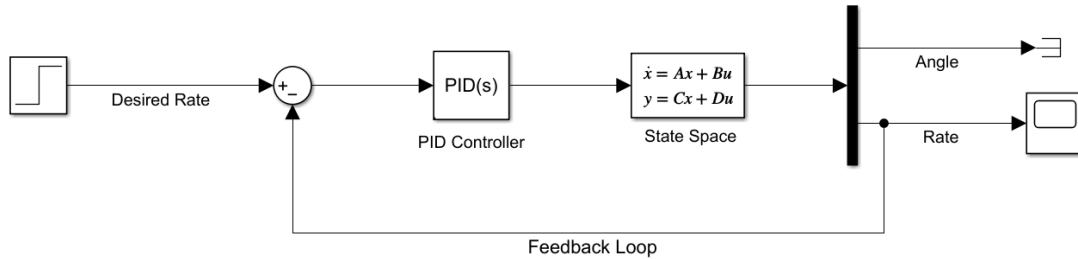 Desired Rate
+
−
PID(s)
PID Controller
ẋ = Ax + Bu
y = Cx + Du
State Space
Angle
Rate
Feedback Loop